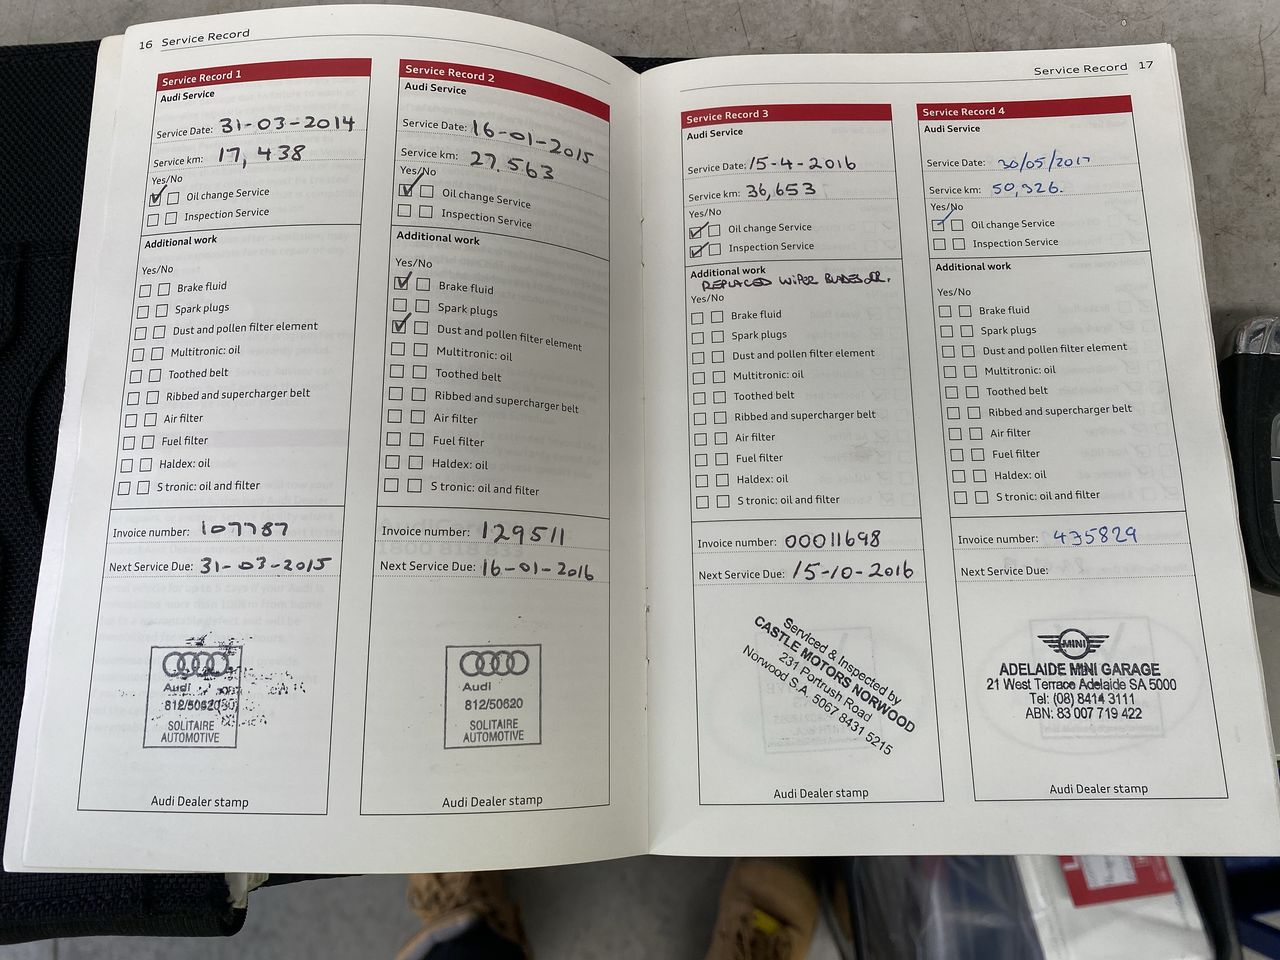 16 Service Record
Service Record 1
Audi Service
Service Date: 31-03-2014
Service km: 17,438
Yes/No
Oil change Service
Inspection Service
Additional work
Yes/No
Brake fluid
Spark plugs
Dust and pollen filter element
Multitronic: oil
Toothed belt
Ribbed and supercharger belt
Air filter
Fuel filter
Haldex: oil
S tronic: oil and filter
Invoice number: 107787
Next Service Due: 31-03-2015
Audi
812/50620
SOLITAIRE
AUTOMOTIVE
Audi Dealer stamp
Service Record 2
Audi Service
Service Date: 16-01-2015
Service km: 27.563
Yes/No
Oil change Service
Inspection Service
Additional work
Yes/No
Brake fluid
Spark plugs
Dust and pollen filter element
Multitronic: oil
Toothed belt
Ribbed and supercharger belt
Air filter
Fuel filter
Haldex: oil
S tronic: oil and filter
Invoice number: 129511
Next Service Due: 16-01-2016
Audi
812/50620
SOLITAIRE
AUTOMOTIVE
Audi Dealer stamp
Service Record 17
Service Record 3
Audi Service
Service Date: 15-4-2016
Service km: 36,653
Yes/No
Oil change Service
Inspection Service
Additional work
REPLACED WIPER BLADES
Yes/No
Brake fluid
Spark plugs
Dust and pollen filter element
Multitronic: oil
Toothed belt
Ribbed and supercharger belt
Air filter
Fuel filter
Haldex: oil
S tronic: oil and filter
Invoice number: 00011698
Next Service Due: 15-10-2016
Serviced & Inspected by
CASTLE MOTORS NORWOOD
231 Portrush Road
Norwood S.A. 5067 8431 5215
Audi Dealer stamp
Service Record 4
Audi Service
Service Date: 30/05/2017
Service km: 50,326.
Yes/No
Oil change Service
Inspection Service
Additional work
Yes/No
Brake fluid
Spark plugs
Dust and pollen filter element
Multitronic: oil
Toothed belt
Ribbed and supercharger belt
Air filter
Fuel filter
Haldex: oil
S tronic: oil and filter
Invoice number: 435829
Next Service Due:
MINI
ADELAIDE MINI GARAGE
21 West Terrace Adelaide SA 5000
Tel: (08) 8414 3111
ABN: 83 007 719 422
Audi Dealer stamp